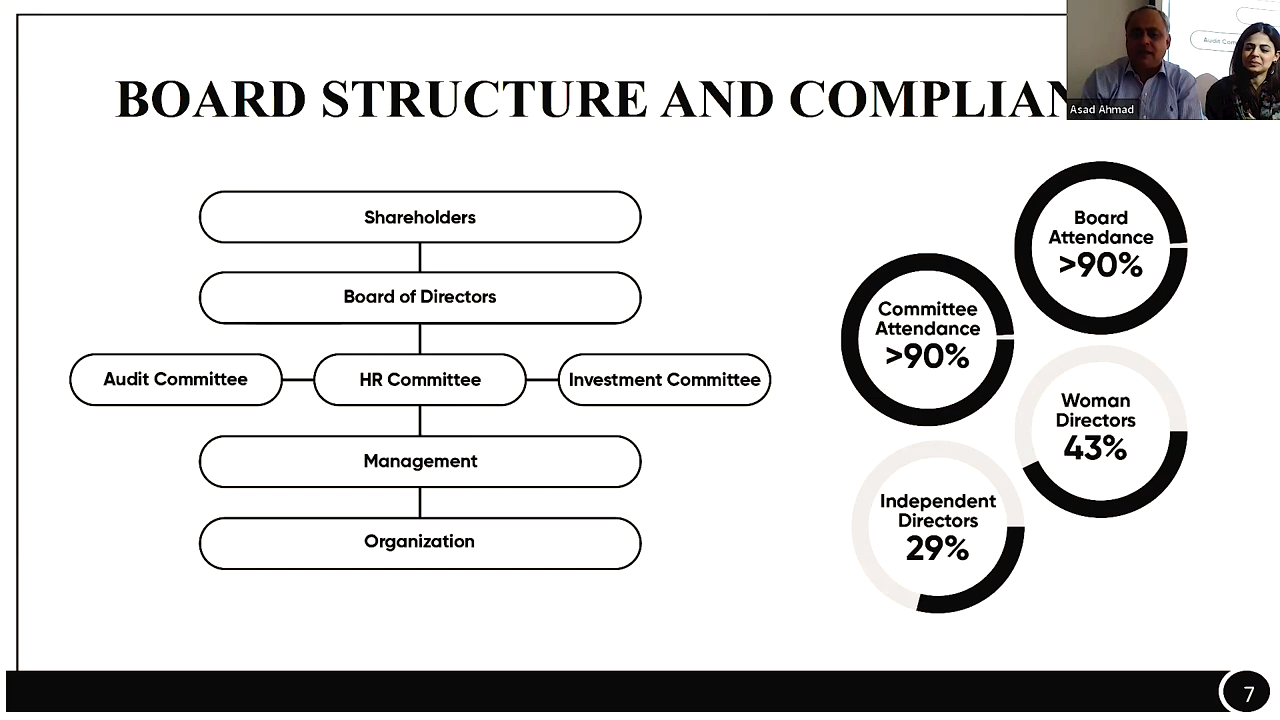 BOARD STRUCTURE AND COMPLIAN
Asad Ahmad
Shareholders
Board of Directors
Audit Committee
HR Committee
Investment Committee
Management
Organization
Board
Attendance
>90%
Committee
Attendance
>90%
Woman
Directors
43%
Independent
Directors
29%
7